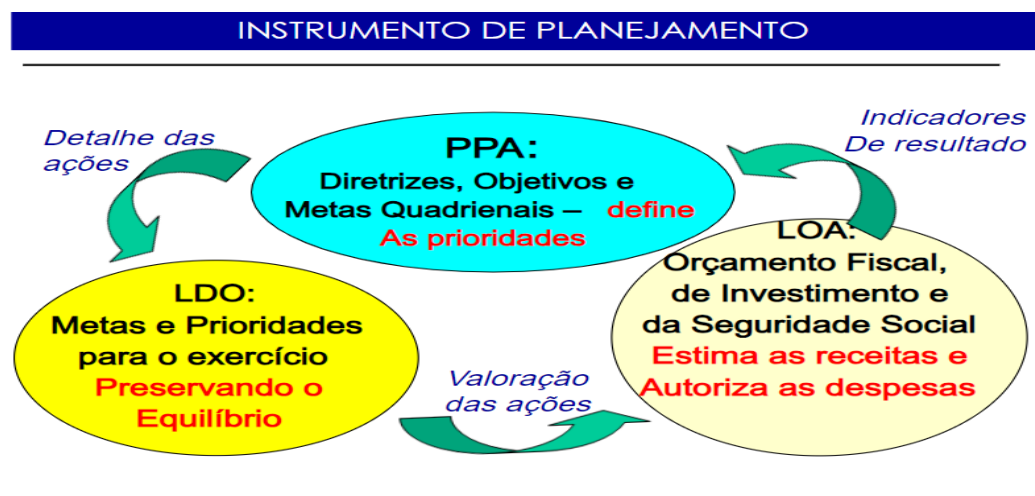 INSTRUMENTO DE PLANEJAMENTO
Detalhe das
ações
PPA:
Diretrizes, Objetivos e
Metas Quadrienais – define
As prioridades
Indicadores
De resultado
LDO:
Metas e Prioridades
para o exercício
Preservando o
Equilíbrio
Valoração
das ações
LOA:
Orçamento Fiscal,
de Investimento e
da Seguridade Social
Estima as receitas e
Autoriza as despesas